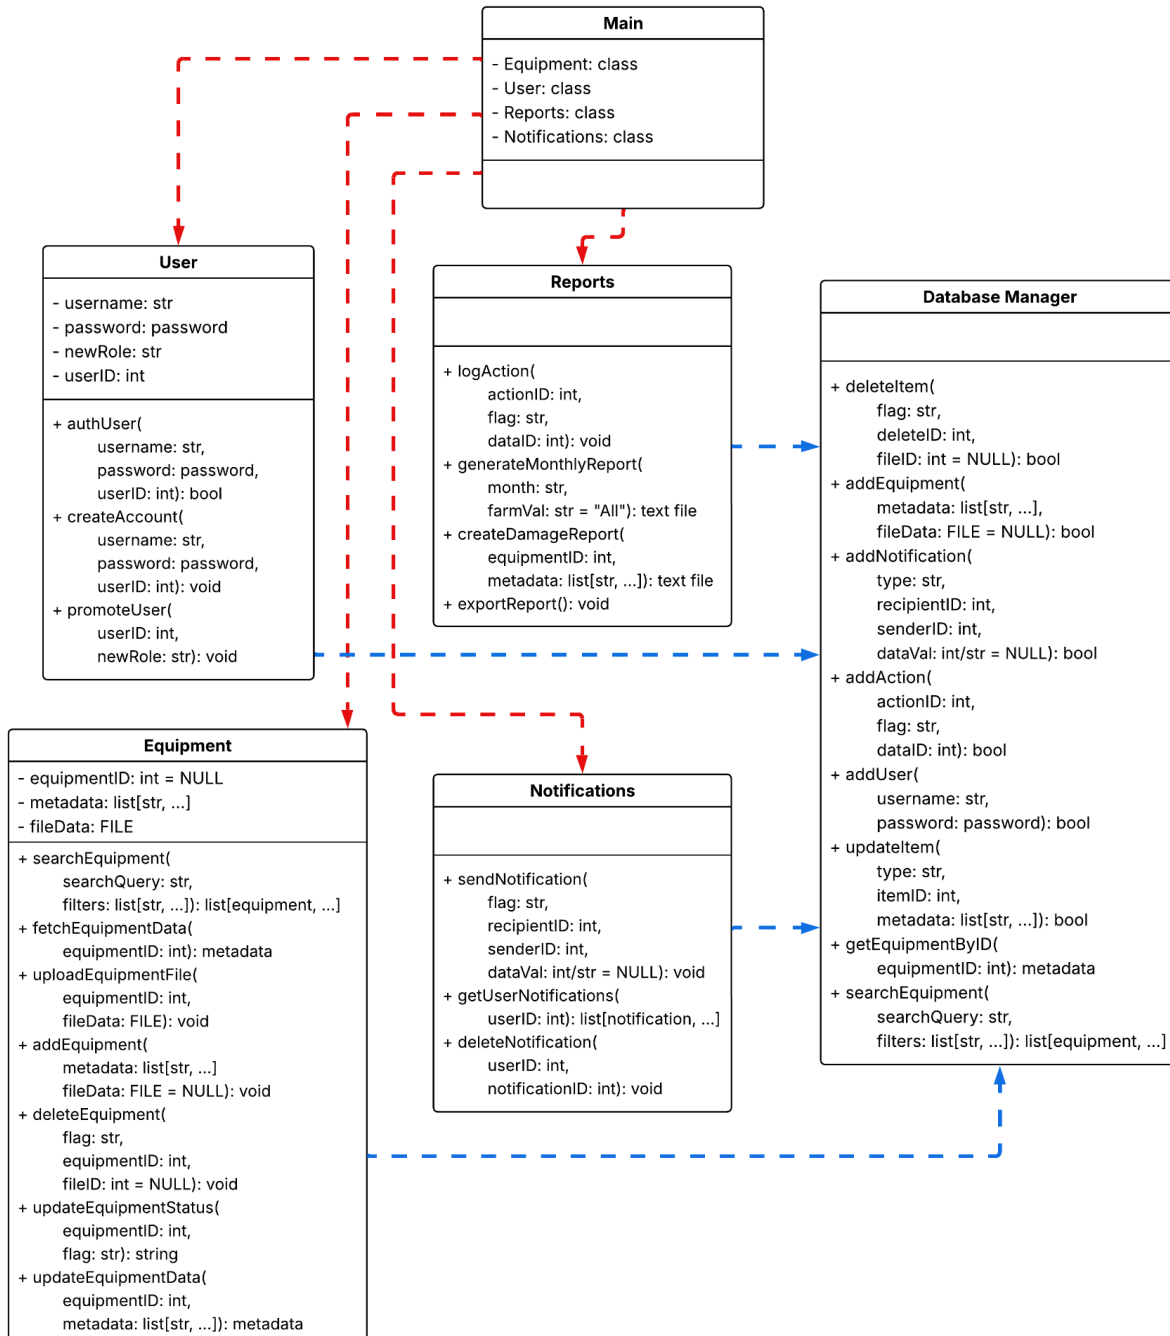 Main
- Equipment: class
- User: class
- Reports: class
- Notifications: class
User
- username: str
- password: password
- newRole: str
- userID: int
+ authUser(
username: str,
password: password,
userID: int): bool
+ createAccount(
username: str,
password: password,
userID: int): void
+ promoteUser(
userID: int,
newRole: str): void
Reports
+ logAction(
actionID: int,
flag: str,
dataID: int): void
+ generateMonthlyReport(
month: str,
farmVal: str = "All"): text file
+ createDamageReport(
equipmentID: int,
metadata: list[str, ...]): text file
+ exportReport(): void
Database Manager
+ deleteItem(
flag: str,
deleteID: int,
fileID: int = NULL): bool
+ addEquipment(
metadata: list[str, ...],
fileData: FILE = NULL): bool
+ addNotification(
type: str,
recipientID: int,
senderID: int,
dataVal: int/str = NULL): bool
+ addAction(
actionID: int,
flag: str,
dataID: int): bool
+ addUser(
username: str,
password: password): bool
+ updateItem(
type: str,
itemID: int,
metadata: list[str, ...]): bool
+ getEquipmentByID(
equipmentID: int): metadata
+ searchEquipment(
searchQuery: str,
filters: list[str, ...]): list[equipment, ...]
Equipment
- equipmentID: int = NULL
- metadata: list[str, ...]
- fileData: FILE
+ searchEquipment(
searchQuery: str,
filters: list[str, ...]): list[equipment, ...]
+ fetchEquipmentData(
equipmentID: int): metadata
+ uploadEquipmentFile(
equipmentID: int,
fileData: FILE): void
+ addEquipment(
metadata: list[str, ...]
fileData: FILE = NULL): void
+ deleteEquipment(
flag: str,
equipmentID: int,
fileID: int = NULL): void
+ updateEquipmentStatus(
equipmentID: int,
flag: str): string
+ updateEquipmentData(
equipmentID: int,
metadata: list[str, ...]): metadata
Notifications
+ sendNotification(
flag: str,
recipientID: int,
senderID: int,
dataVal: int/str = NULL): void
+ getUserNotifications(
userID: int): list[notification, ...]
+ deleteNotification(
userID: int,
notificationID: int): void